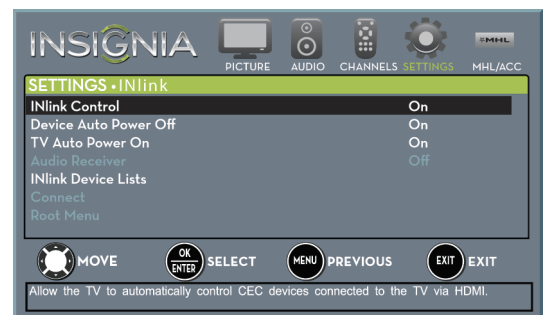 INSIGNIA
PICTURE AUDIO CHANNELS SETTINGS MHL/ACC
MHL
SETTINGS • INlink
INlink Control On
Device Auto Power Off On
TV Auto Power On On
Audio Receiver Off
INlink Device Lists
Connect
Root Menu
MOVE OK ENTER SELECT MENU PREVIOUS EXIT EXIT
Allow the TV to automatically control CEC devices connected to the TV via HDMI.